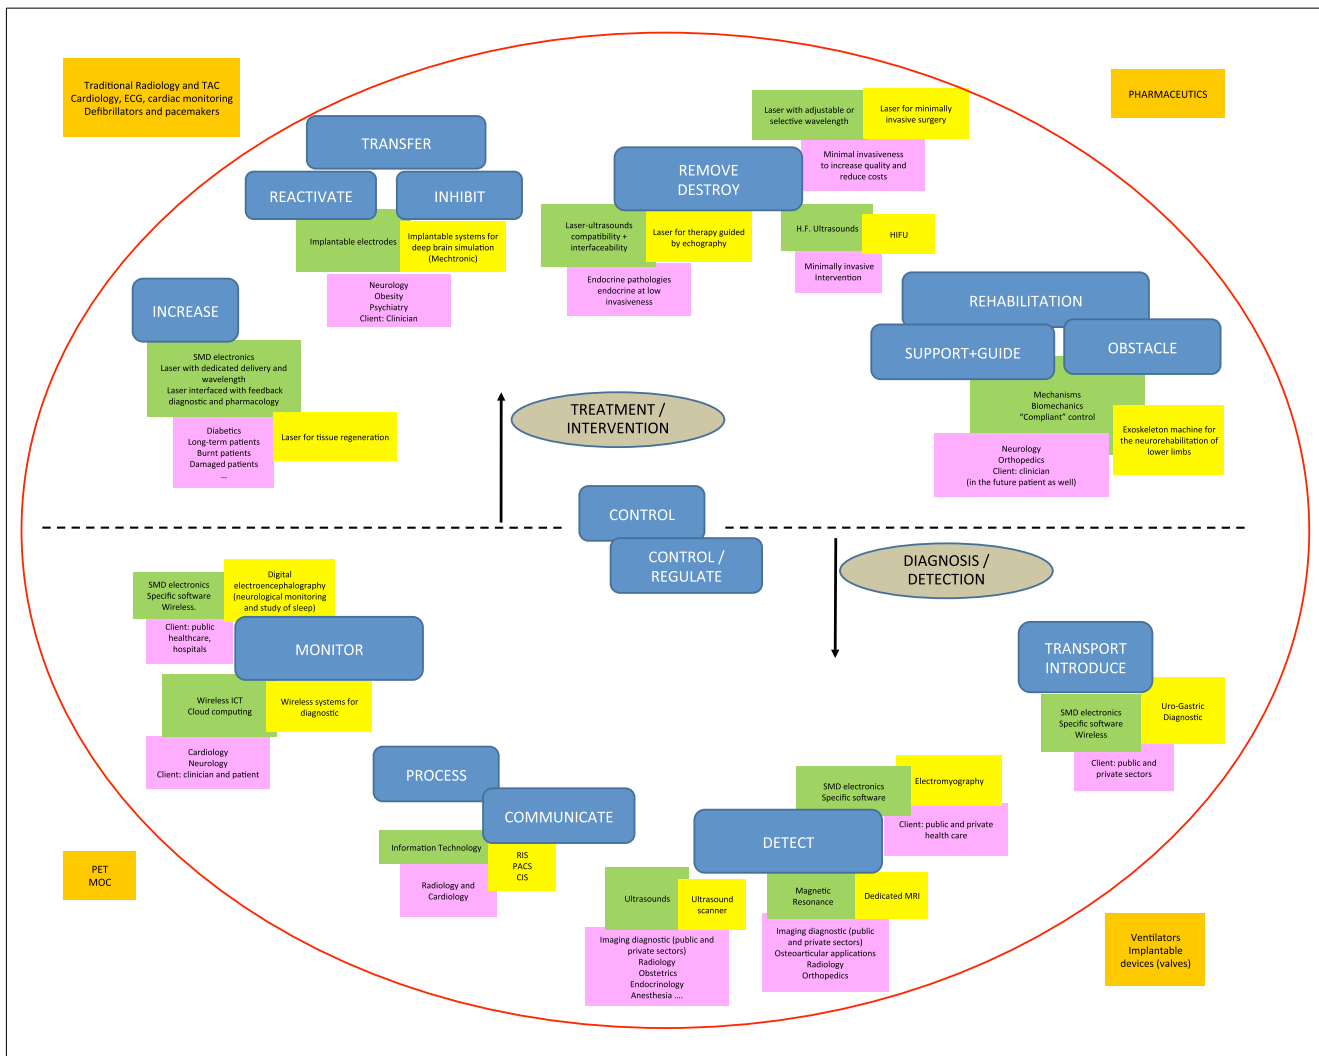 Traditional Radiology and TAC
Cardiology, ECG, cardiac monitoring
Defibrillators and pacemakers
PHARMACEUTICS
TRANSFER
REACTIVATE
INHIBIT
Implantable electrodes
Implantable systems for
deep brain simulation
(Mechtronic)
Neurology
Obesity
Psychiatry
Client: Clinician
Laser with adjustable or
selective wavelength
Laser for minimally
invasive surgery
Minimal invasiveness
to increase quality and
reduce costs
REMOVE
DESTROY
Laser-ultrasounds
compatibility +
interfaceability
Laser for therapy guided
by echography
Endocrine pathologies
endocrine at low
invasiveness
H.F. Ultrasounds
HIFU
Minimally invasive
Intervention
INCREASE
SMD electronics
Laser with dedicated delivery and
wavelength
Laser interfaced with feedback
diagnostic and pharmacology
Diabetics
Long-term patients
Burnt patients
Damaged patients
...
Laser for tissue regeneration
REHABILITATION
SUPPORT+GUIDE
OBSTACLE
Mechanisms
Biomechanics
“Compliant” control
Exoskeleton machine for
the neurorehabilitation of
lower limbs
Neurology
Orthopedics
Client: clinician
(in the future patient as well)
TREATMENT /
INTERVENTION
CONTROL
CONTROL /
REGULATE
DIAGNOSIS /
DETECTION
SMD electronics
Specific software
Wireless.
Digital
electroencephalography
(neurological monitoring
and study of sleep)
Client: public
healthcare,
hospitals
MONITOR
Wireless ICT
Cloud computing
Wireless systems for
diagnostic
Cardiology
Neurology
Client: clinician and patient
PROCESS
COMMUNICATE
Information Technology
RIS
PACS
CIS
Radiology and
Cardiology
TRANSPORT
INTRODUCE
SMD electronics
Specific software
Wireless
Uro-Gastric
Diagnostic
Client: public and
private sectors
SMD electronics
Specific software
Electromyography
Client: public and private
health care
DETECT
Ultrasounds
Ultrasound
scanner
Imaging diagnostic (public and
private sectors)
Radiology
Obstetrics
Endocrinology
Anesthesia ....
Magnetic
Resonance
Dedicated MRI
Imaging diagnostic (public
and private sectors)
Osteoarticular applications
Radiology
Orthopedics
PET
MOC
Ventilators
Implantable
devices (valves)